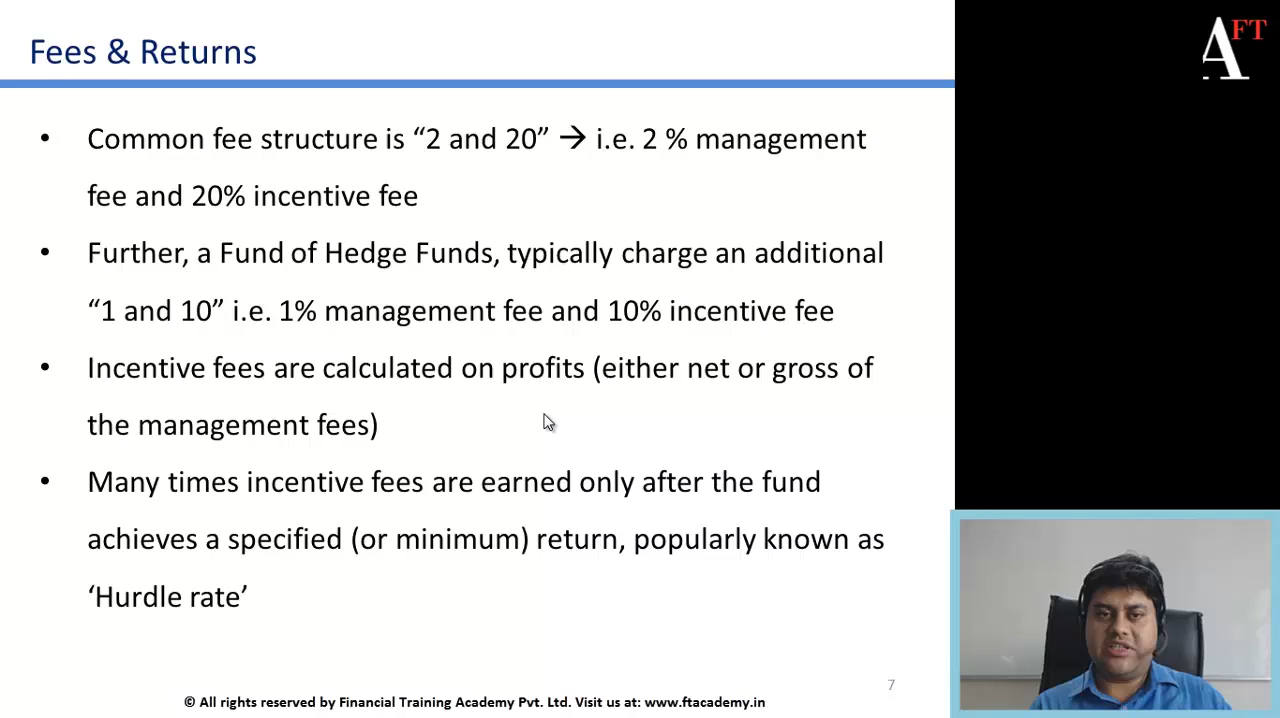 Fees & Returns
AFT
• Common fee structure is “2 and 20” → i.e. 2 % management
fee and 20% incentive fee
• Further, a Fund of Hedge Funds, typically charge an additional
“1 and 10” i.e. 1% management fee and 10% incentive fee
• Incentive fees are calculated on profits (either net or gross of
the management fees)
• Many times incentive fees are earned only after the fund
achieves a specified (or minimum) return, popularly known as
‘Hurdle rate’
7
© All rights reserved by Financial Training Academy Pvt. Ltd. Visit us at: www.ftacademy.in